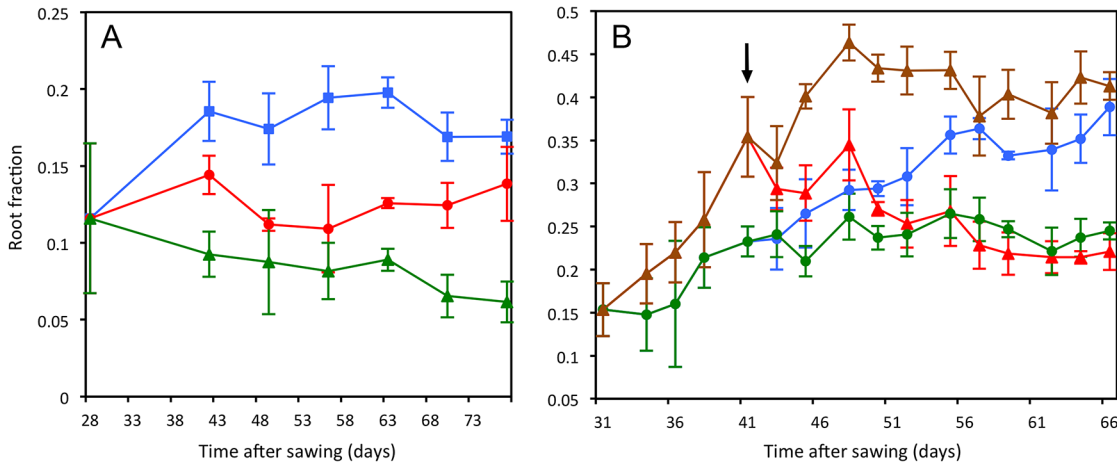 A
Root fraction
0.25
0.2
0.15
0.1
0.05
0
28 33 38 43 48 53 58 63 68 73
Time after sawing (days)
B
0.5
0.45
0.4
0.35
0.3
0.25
0.2
0.15
0.1
0.05
31 36 41 46 51 56 61 66
Time after sawing (days)